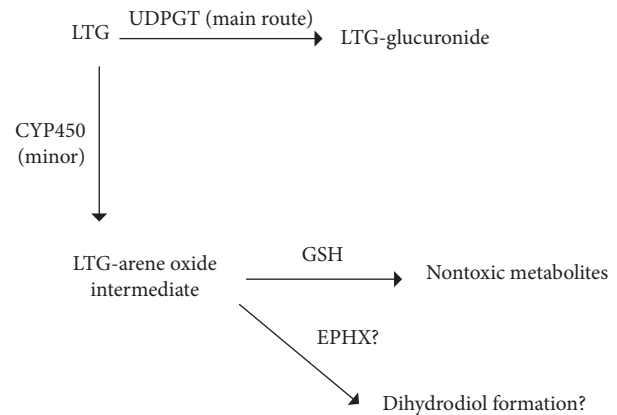 LTG
UDPGT (main route)
LTG-glucuronide
CYP450
(minor)
LTG-arene oxide
intermediate
GSH
Nontoxic metabolites
EPHX?
Dihydrodiol formation?